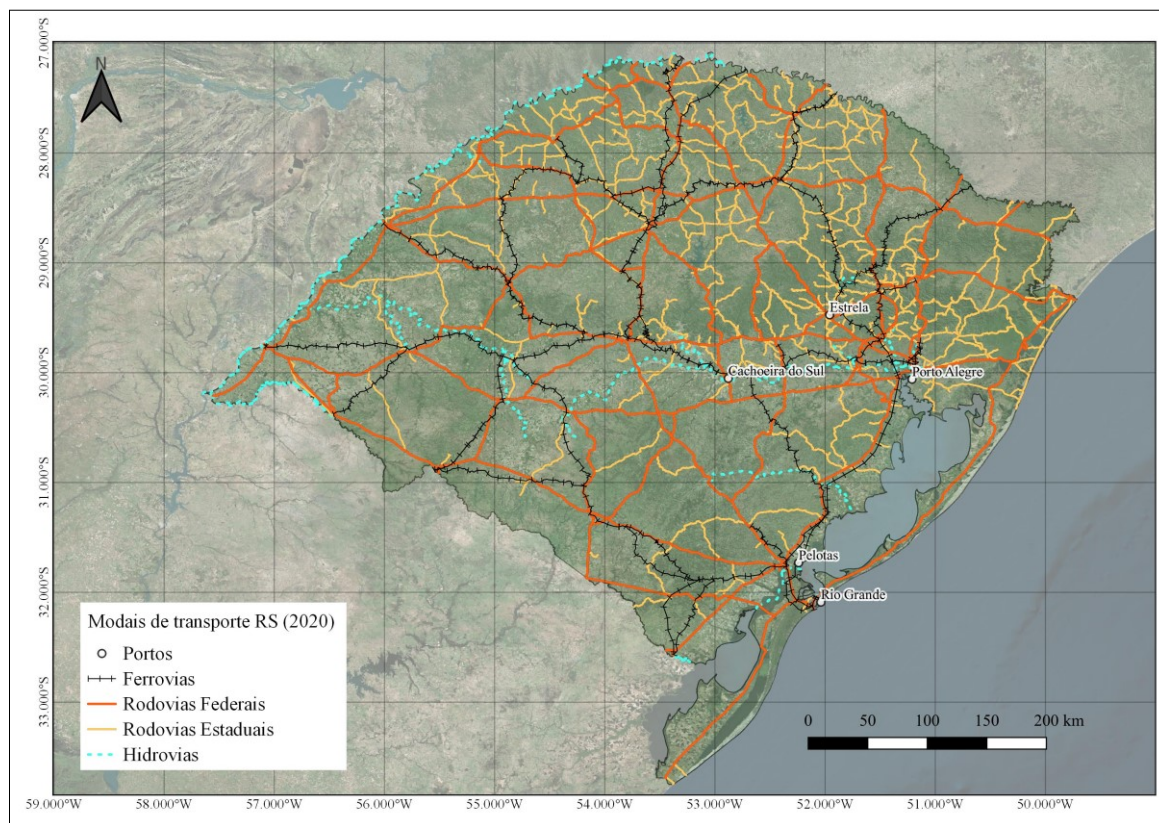 27.000°S
28.000°S
29.000°S
30.000°S
31.000°S
32.000°S
33.000°S
N
Estrela
Cachoeira do Sul
Porto Alegre
Pelotas
Rio Grande
Modais de transporte RS (2020)
Portos
Ferrovias
Rodovias Federais
Rodovias Estaduais
Hidrovias
0 50 100 150 200 km
59.000°W 58.000°W 57.000°W 56.000°W 55.000°W 54.000°W 53.000°W 52.000°W 51.000°W 50.000°W